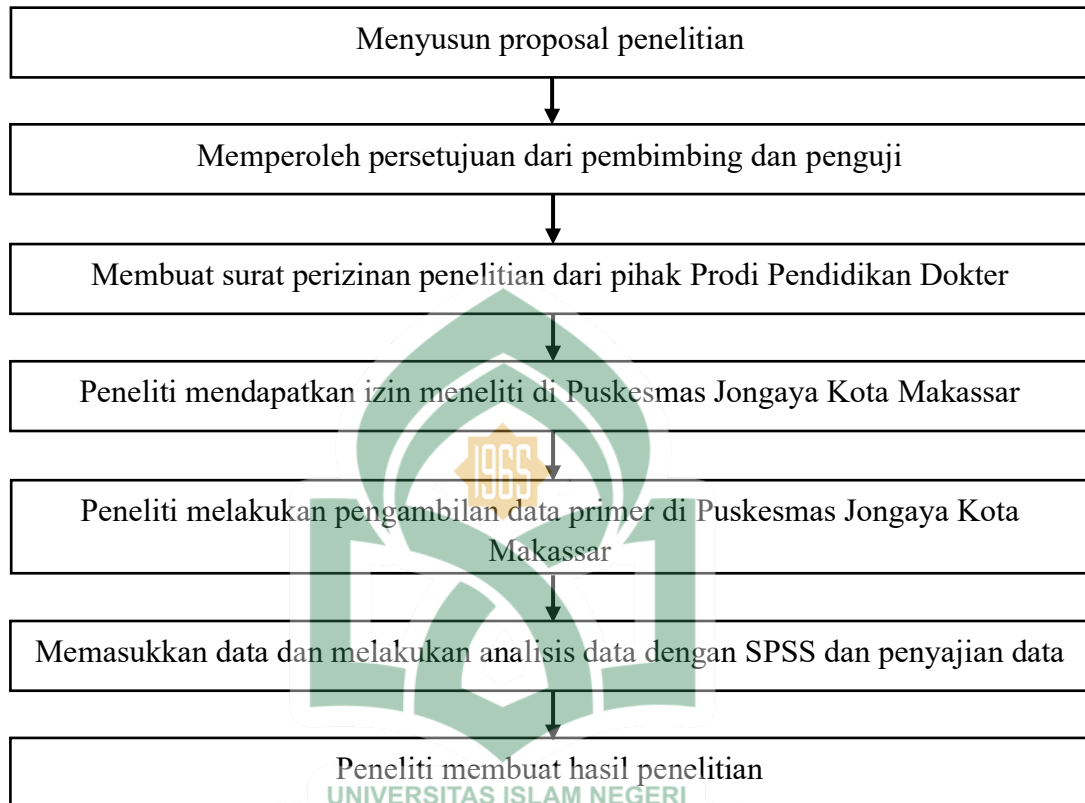 Menyusun proposal penelitian
Memperoleh persetujuan dari pembimbing dan penguji
Membuat surat perizinan penelitian dari pihak Prodi Pendidikan Dokter
Peneliti mendapatkan izin meneliti di Puskesmas Jongaya Kota Makassar
1965
Peneliti melakukan pengambilan data primer di Puskesmas Jongaya Kota
Makassar
Memasukkan data dan melakukan analisis data dengan SPSS dan penyajian data
Peneliti membuat hasil penelitian
UNIVERSITAS ISLAM NEGERI